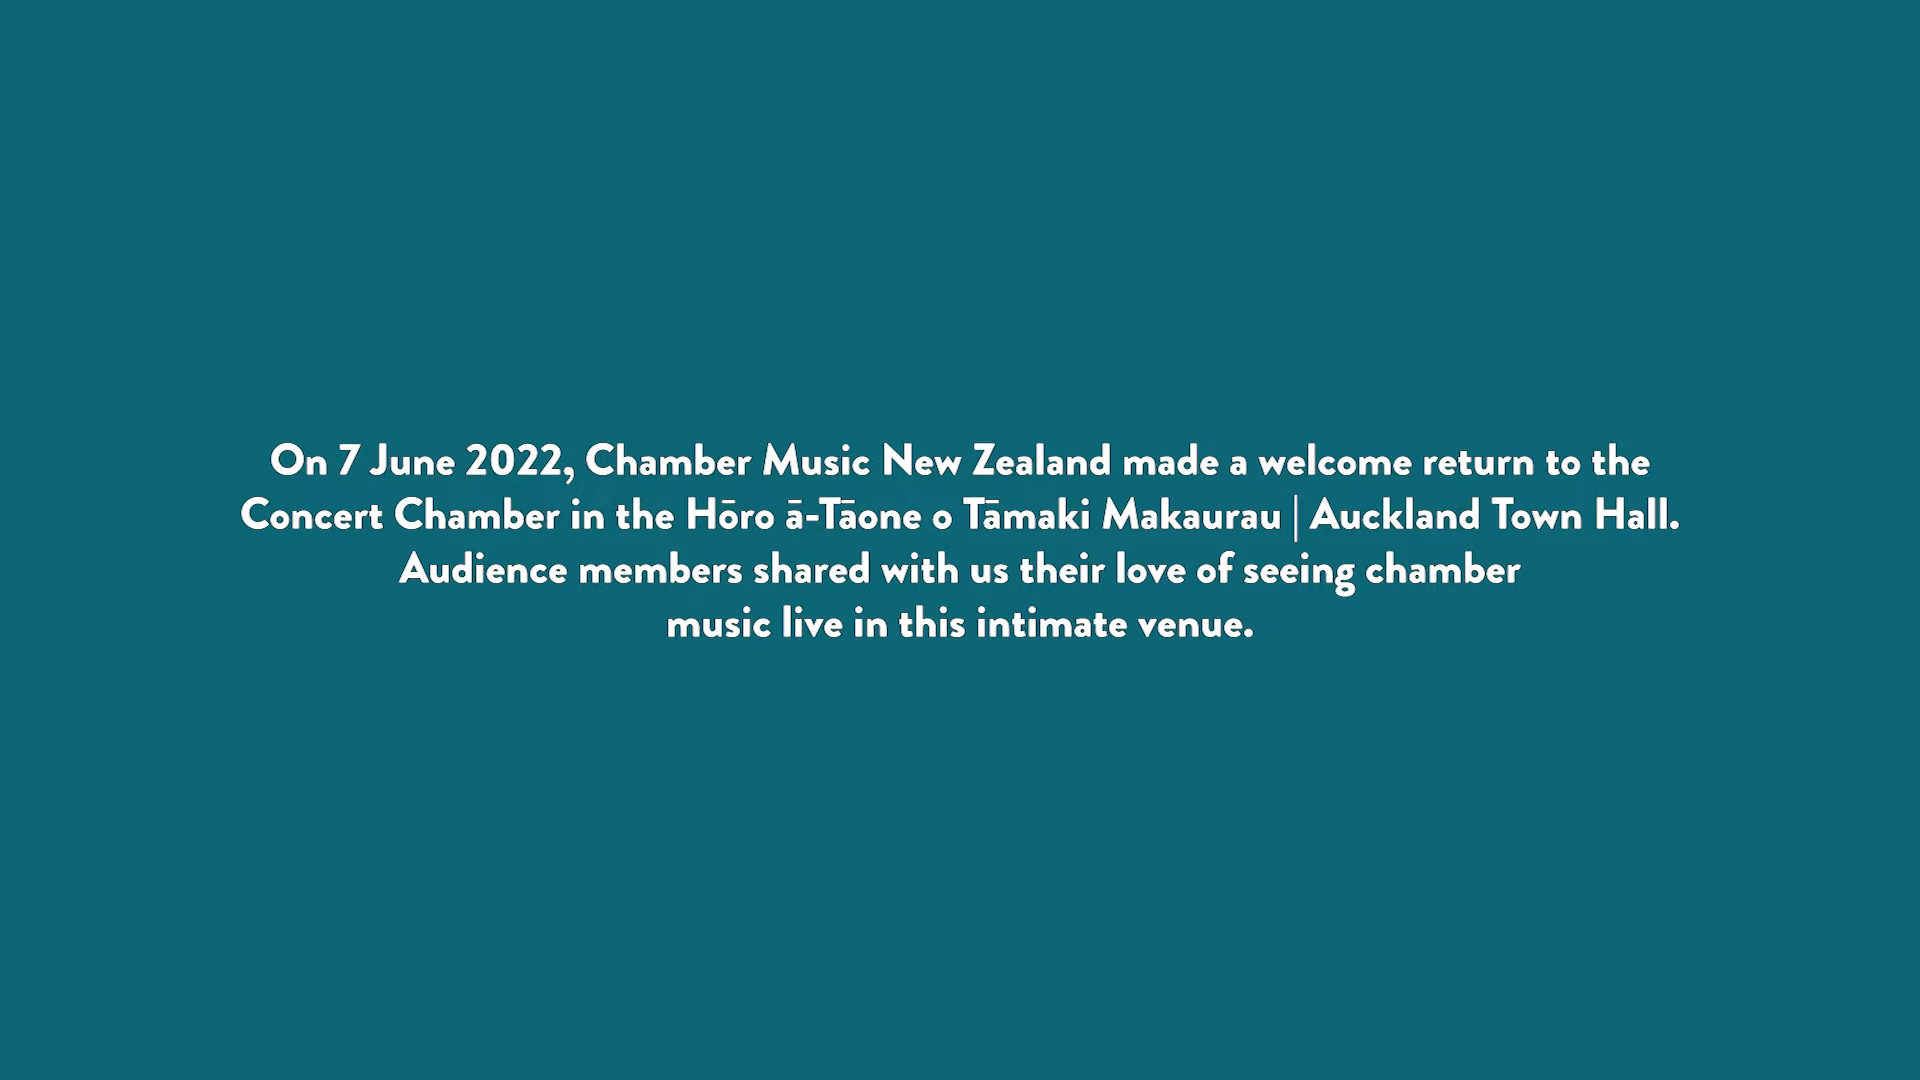 On 7 June 2022, Chamber Music New Zealand made a welcome return to the
Concert Chamber in the Hōro ā-Tāone o Tāmaki Makaurau | Auckland Town Hall.
Audience members shared with us their love of seeing chamber
music live in this intimate venue.